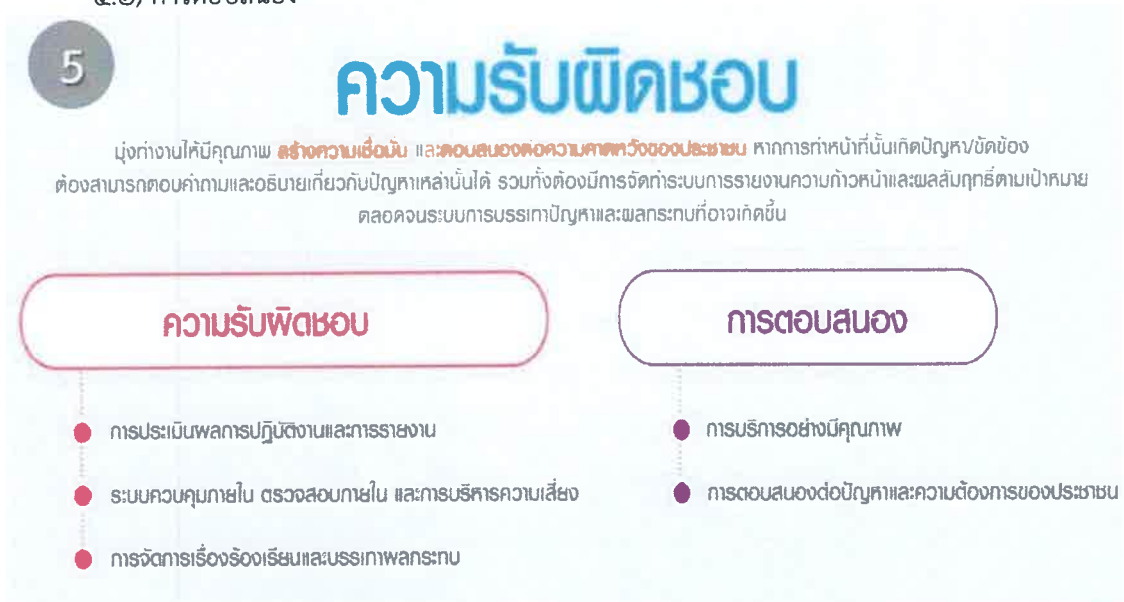 ๕.๒) การตอบสนอง
5
ความรับผิดชอบ
มุ่งทำงานให้มีคุณภาพ สร้างความเชื่อมั่น และตอบสนองต่อความคาดหวังของประชาชน หากการทำหน้าที่นั้นเกิดปัญหา/ขัดข้อง
ต้องสามารถตอบคำถามและอธิบายเกี่ยวกับปัญหาเหล่านั้นได้ รวมทั้งต้องมีการจัดทำระบบการรายงานความก้าวหน้าและผลสัมฤทธิ์ตามเป้าหมาย
ตลอดจนระบบการบรรเทาปัญหาและผลกระทบที่อาจเกิดขึ้น
ความรับผิดชอบ
การประเมินผลการปฏิบัติงานและการรายงาน
ระบบควบคุมภายใน ตรวจสอบภายใน และการบริหารความเสี่ยง
การจัดการเรื่องร้องเรียนและบรรเทาผลกระทบ
การตอบสนอง
การบริการอย่างมีคุณภาพ
การตอบสนองต่อปัญหาและความต้องการของประชาชน